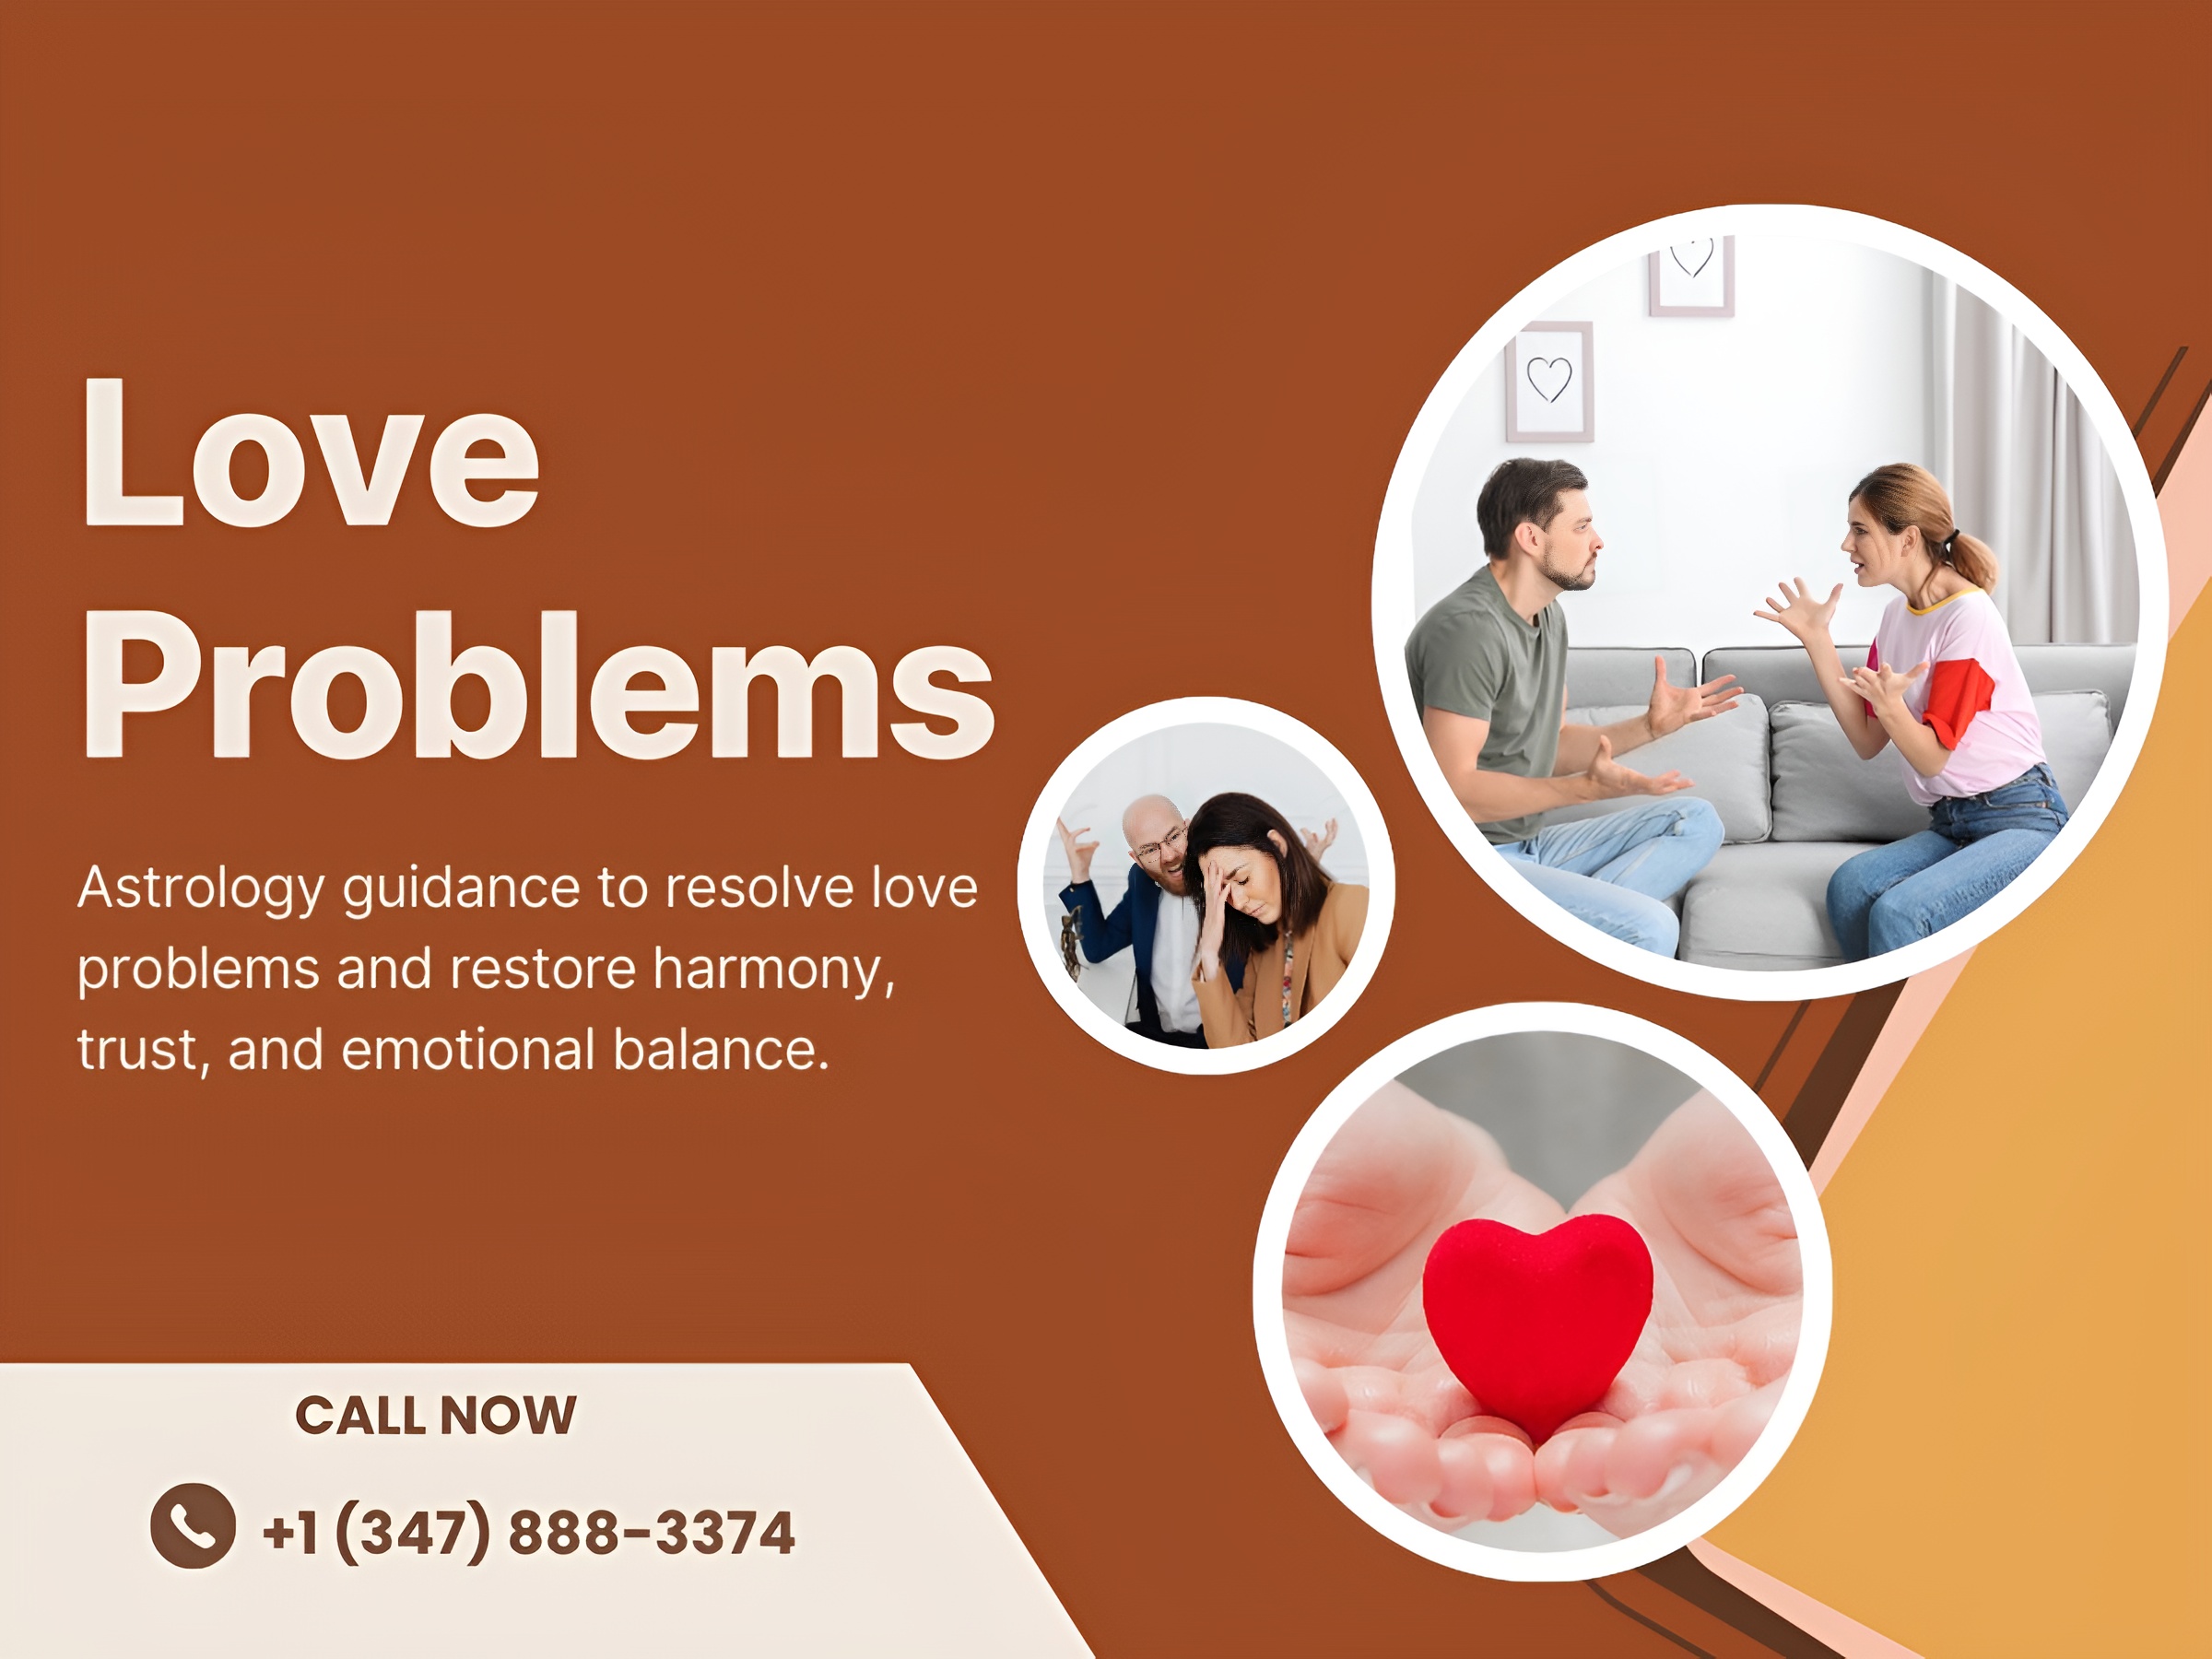 Love
Problems
Astrology guidance to resolve love
problems and restore harmony,
trust, and emotional balance.
CALL NOW
+1 (347) 888-3374